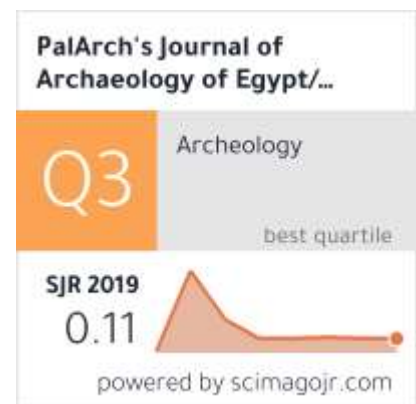 PalArch's Journal of
Archaeology of Egypt/...
Q3
Archeology
best quartile
SJR 2019
0.11
powered by scimagojr.com